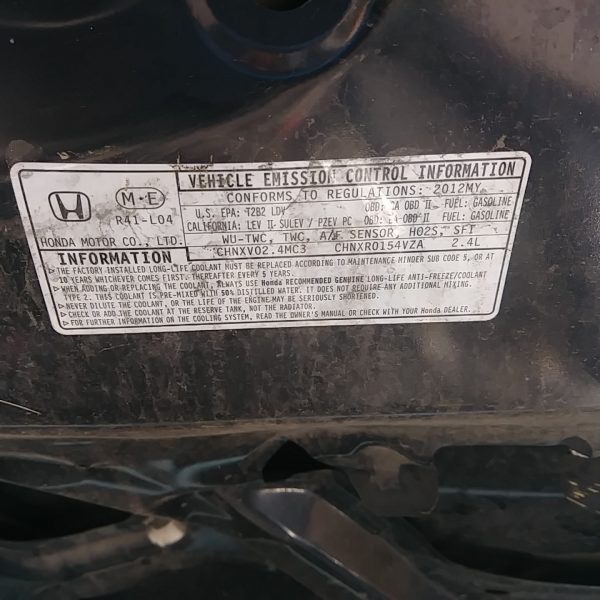 VEHICLE EMISSION CONTROL INFORMATION
CONFORMS TO REGULATIONS: 2012MY
U.S. EPA: T2B2 LDV OBD: CA OBD II FUEL: GASOLINE
CALIFORNIA: LEV II-SULEV / PZEV PC OBD: CA-OBD II FUEL: GASOLINE
WU-TWC, TWC, A/F SENSOR, HO2S, SFI
CHNXV02.4MC3 CHNXR0154VZA 2.4L
M-E
R41-L04
HONDA MOTOR CO., LTD.
INFORMATION
▷THE FACTORY INSTALLED LONG-LIFE COOLANT MUST BE REPLACED ACCORDING TO MAINTENANCE MINDER SUB CODE 5, OR AT
10 YEARS WHICHEVER COMES FIRST. THEREAFTER EVERY 5 YEARS.
▷WHEN ADDING OR REPLACING THE COOLANT, ALWAYS USE Honda RECOMMENDED GENUINE LONG-LIFE ANTI-FREEZE/COOLANT
TYPE 2. THIS COOLANT IS PRE-MIXED WITH 50% DISTILLED WATER. IT DOES NOT REQUIRE ANY ADDITIONAL MIXING.
▷NEVER DILUTE THE COOLANT, OR THE LIFE OF THE ENGINE MAY BE SERIOUSLY SHORTENED.
▷CHECK OR ADD THE COOLANT AT THE RESERVE TANK, NOT THE RADIATOR.
▷FOR FURTHER INFORMATION ON THE COOLING SYSTEM, READ THE OWNER'S MANUAL OR CHECK WITH YOUR Honda DEALER.